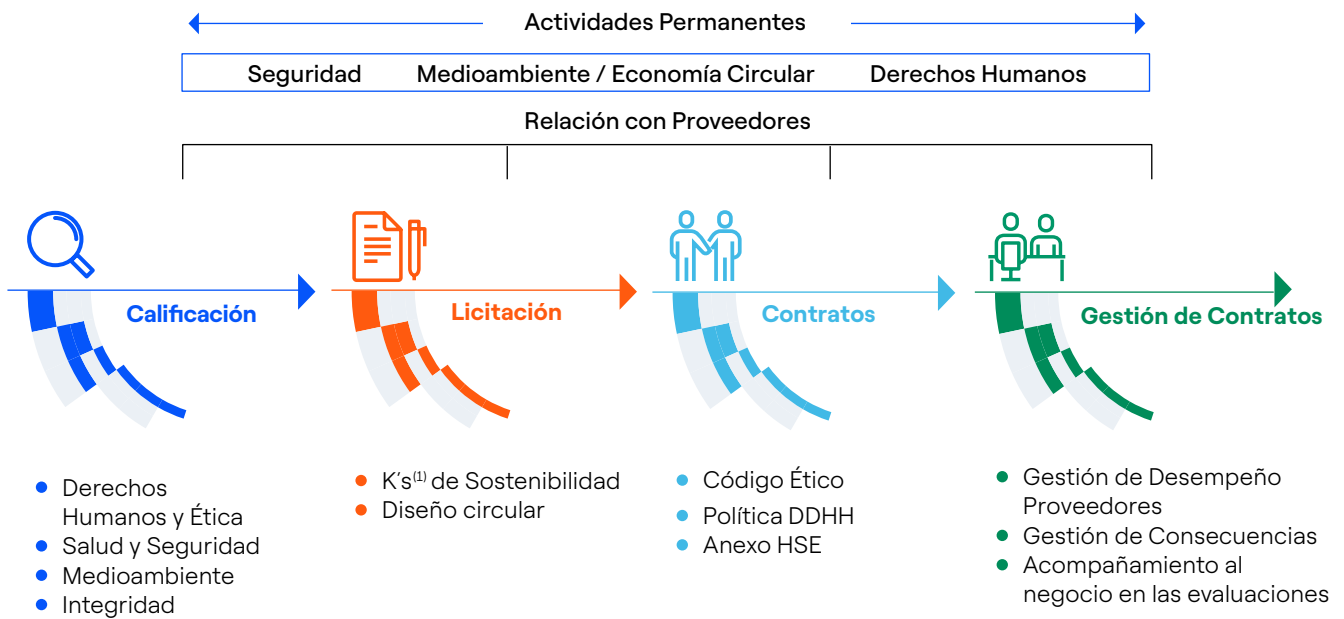 Actividades Permanentes
Seguridad Medioambiente / Economía Circular Derechos Humanos
Relación con Proveedores
Calificación
Licitación
Contratos
Gestión de Contratos
Derechos
Humanos y Ética
Salud y Seguridad
Medioambiente
Integridad
K's(1) de Sostenibilidad
Diseño circular
Código Ético
Política DDHH
Anexo HSE
Gestión de Desempeño
Proveedores
Gestión de Consecuencias
Acompañamiento al
negocio en las evaluaciones